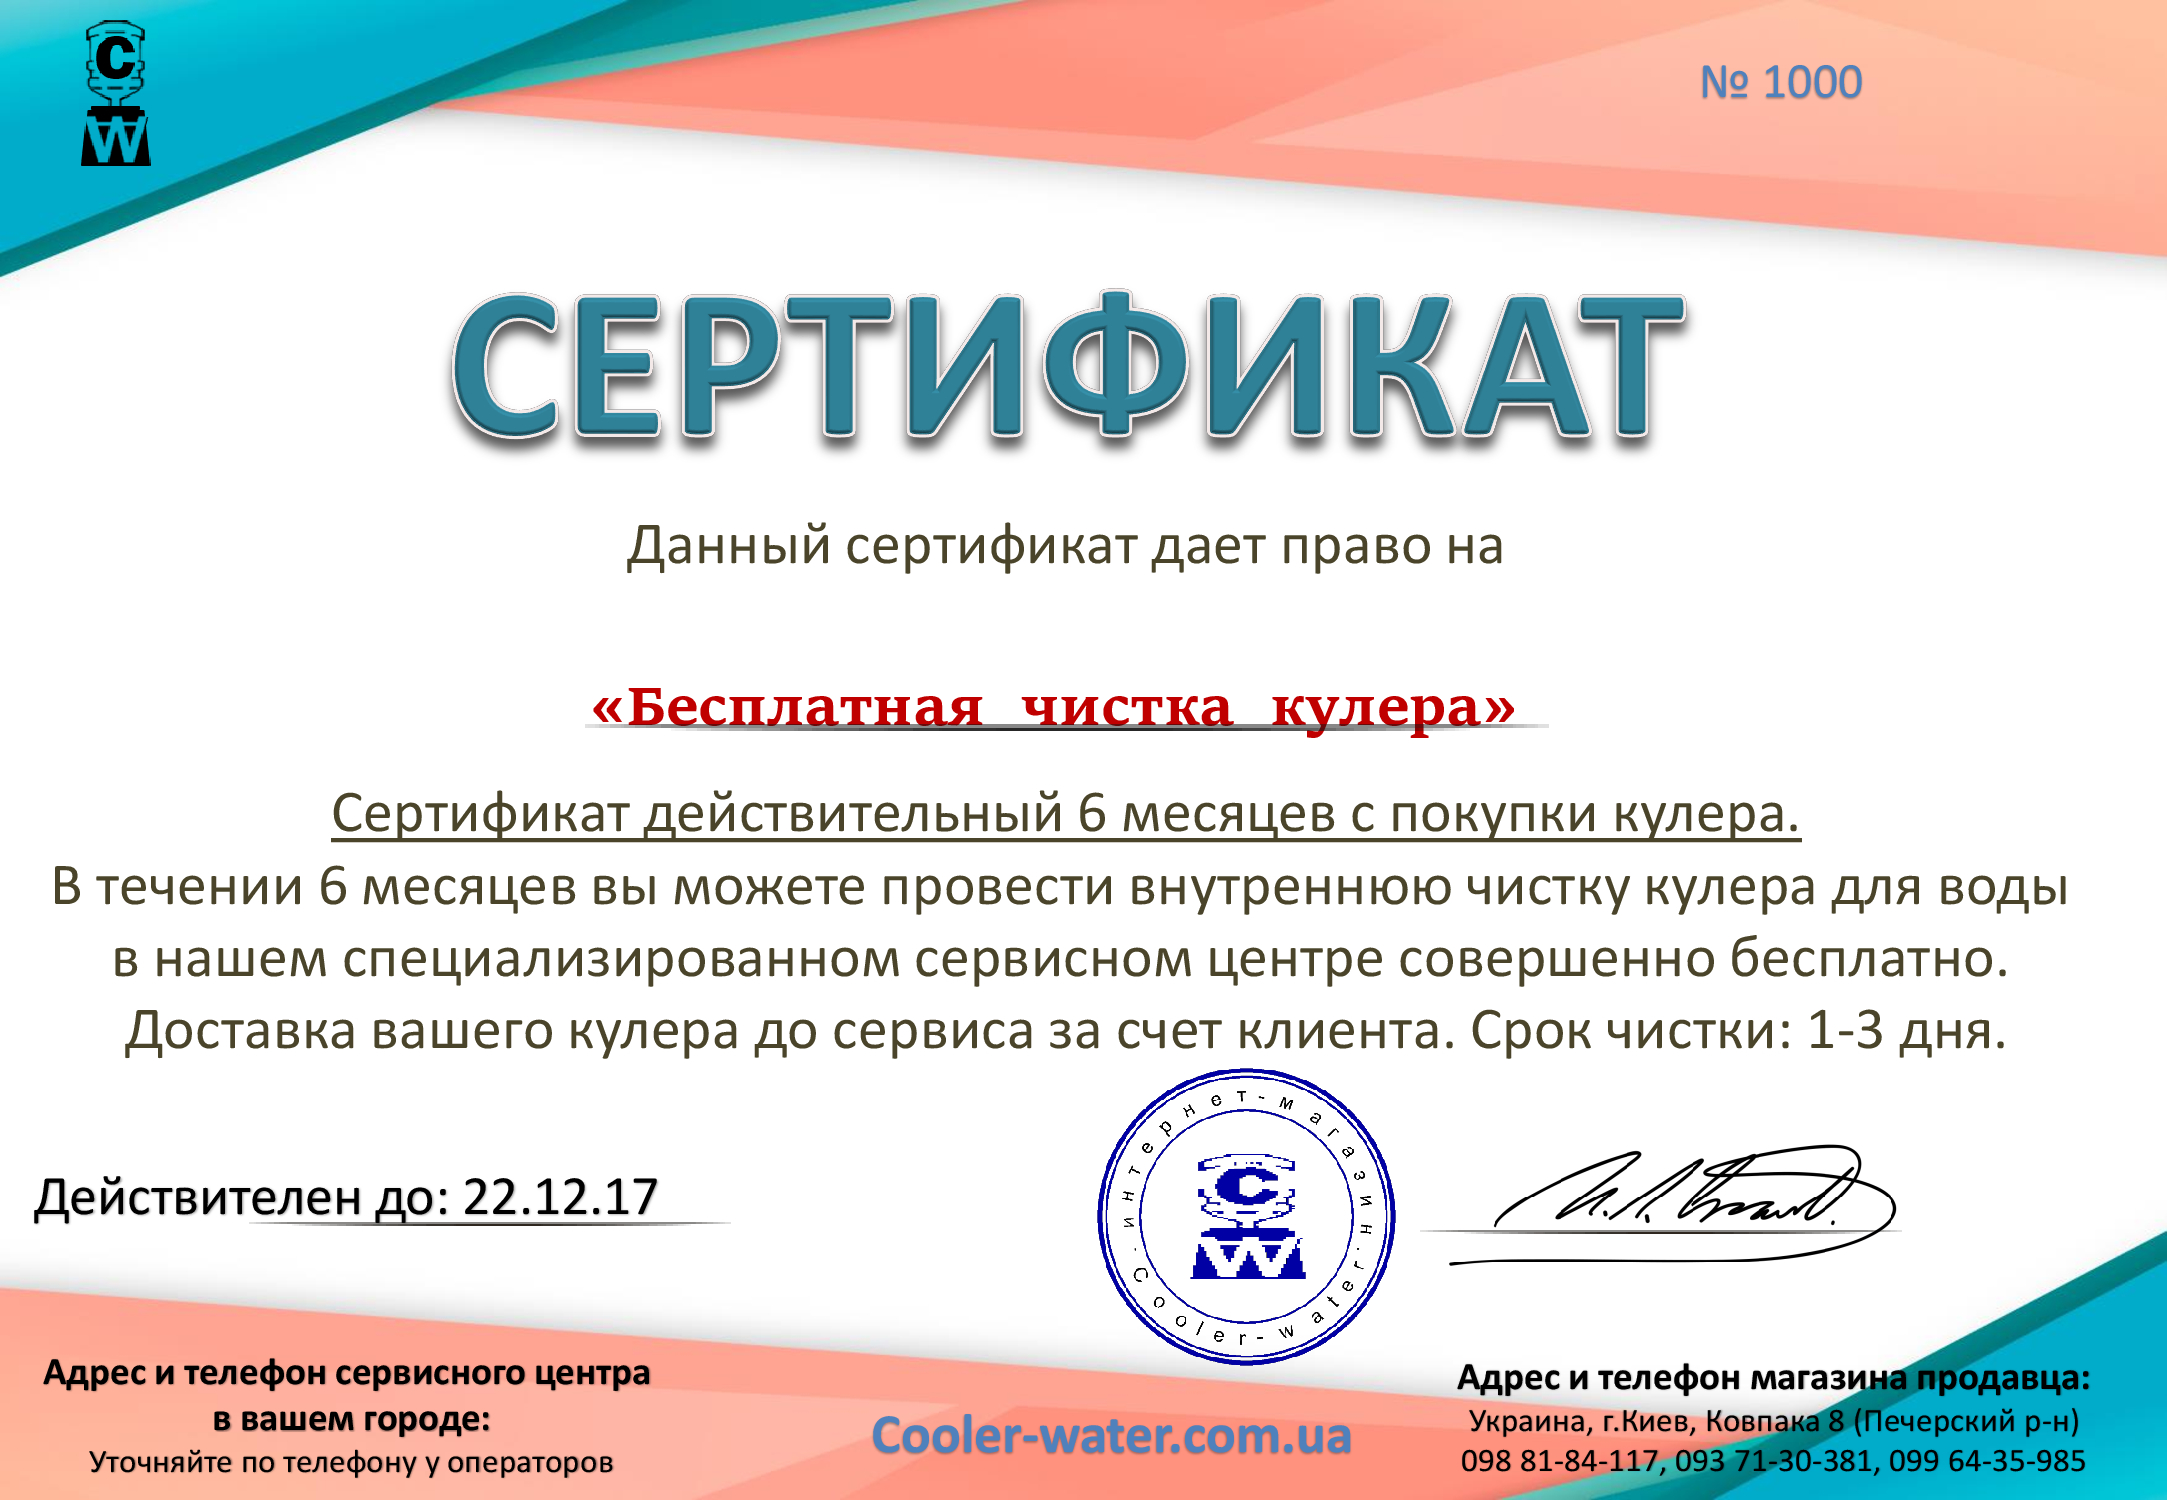 C
W
№ 1000
СЕРТИФИКАТ
Данный сертификат дает право на
«Бесплатная чистка кулера»
Сертификат действительный 6 месяцев с покупки кулера.
В течении 6 месяцев вы можете провести внутреннюю чистку кулера для воды
в нашем специализированном сервисном центре совершенно бесплатно.
Доставка вашего кулера до сервиса за счет клиента. Срок чистки: 1-3 дня.
Действителен до: 22.12.17
интернет-магазин.
Cooler-water.
C
W
Адрес и телефон сервисного центра
в вашем городе:
Уточняйте по телефону у операторов
Cooler-water.com.ua
Адрес и телефон магазина продавца:
Украина, г.Киев, Ковпака 8 (Печерский р-н)
098 81-84-117, 093 71-30-381, 099 64-35-985